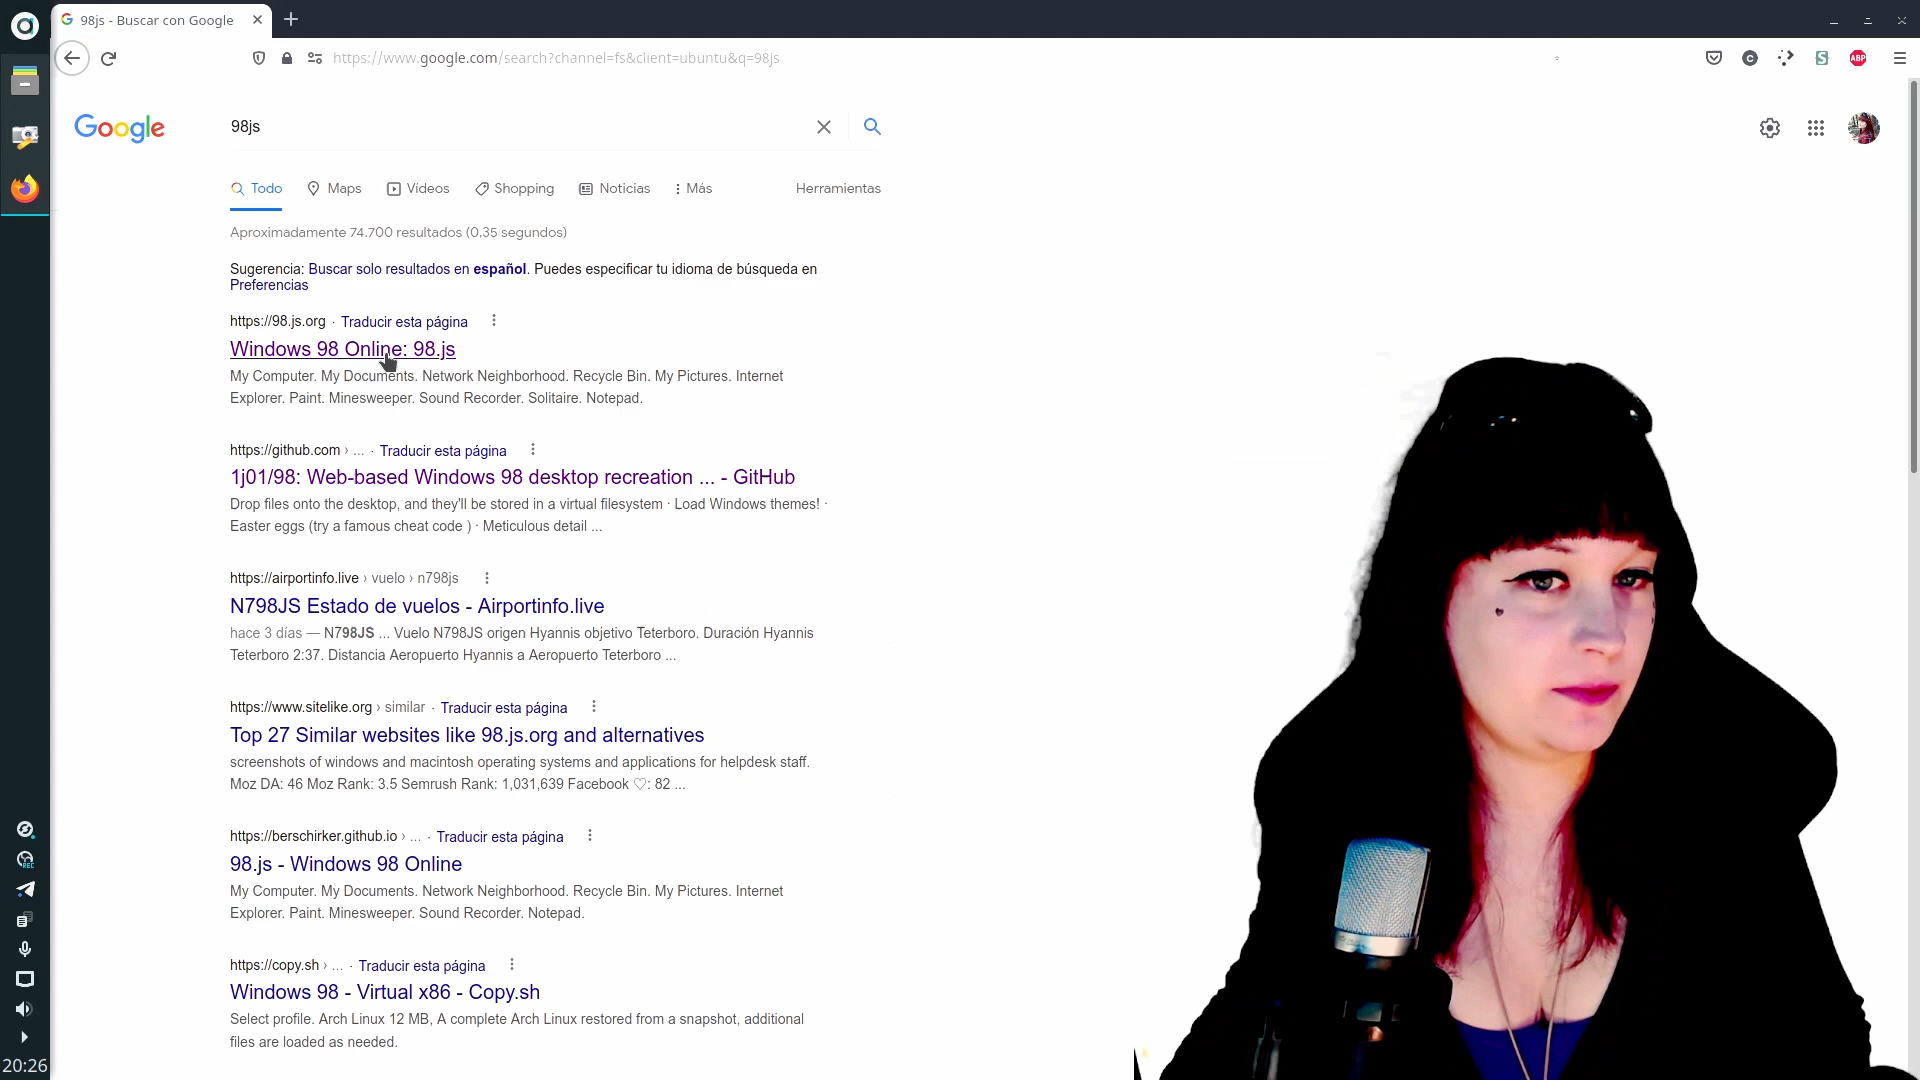 98js - Buscar con Google
https://www.google.com/search?channel=fs&client=ubuntu&q=98js
ABP
Google
98js
Todo
Maps
Vídeos
Shopping
Noticias
Más
Herramientas
Aproximadamente 74.700 resultados (0,35 segundos)
Sugerencia: Buscar solo resultados en español. Puedes especificar tu idioma de búsqueda en
Preferencias
https://98.js.org · Traducir esta página
Windows 98 Online: 98.js
My Computer. My Documents. Network Neighborhood. Recycle Bin. My Pictures. Internet
Explorer. Paint. Minesweeper. Sound Recorder. Solitaire. Notepad.
https://github.com › ... · Traducir esta página
1j01/98: Web-based Windows 98 desktop recreation ... - GitHub
Drop files onto the desktop, and they'll be stored in a virtual filesystem · Load Windows themes! ·
Easter eggs (try a famous cheat code ) · Meticulous detail ...
https://airportinfo.live › vuelo › n798js
N798JS Estado de vuelos - Airportinfo.live
hace 3 días — N798JS ... Vuelo N798JS origen Hyannis objetivo Teterboro. Duración Hyannis
Teterboro 2:37. Distancia Aeropuerto Hyannis a Aeropuerto Teterboro ...
https://www.sitelike.org › similar · Traducir esta página
Top 27 Similar websites like 98.js.org and alternatives
screenshots of windows and macintosh operating systems and applications for helpdesk staff.
Moz DA: 46 Moz Rank: 3.5 Semrush Rank: 1,031,639 Facebook ♡: 82 ...
https://berschirker.github.io › ... · Traducir esta página
98.js - Windows 98 Online
My Computer. My Documents. Network Neighborhood. Recycle Bin. My Pictures. Internet
Explorer. Paint. Minesweeper. Sound Recorder. Notepad.
https://copy.sh › ... · Traducir esta página
Windows 98 - Virtual x86 - Copy.sh
Select profile. Arch Linux 12 MB, A complete Arch Linux restored from a snapshot, additional
files are loaded as needed.
REC
20:26